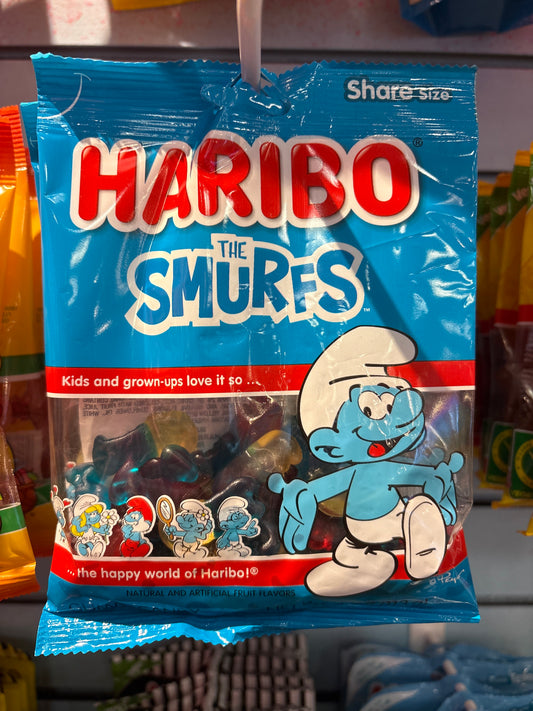 Share Size
HARIBO®
THE
SMURFS™
Kids and grown-ups love it so ...
... the happy world of Haribo!®
NATURAL AND ARTIFICIAL FRUIT FLAVORS